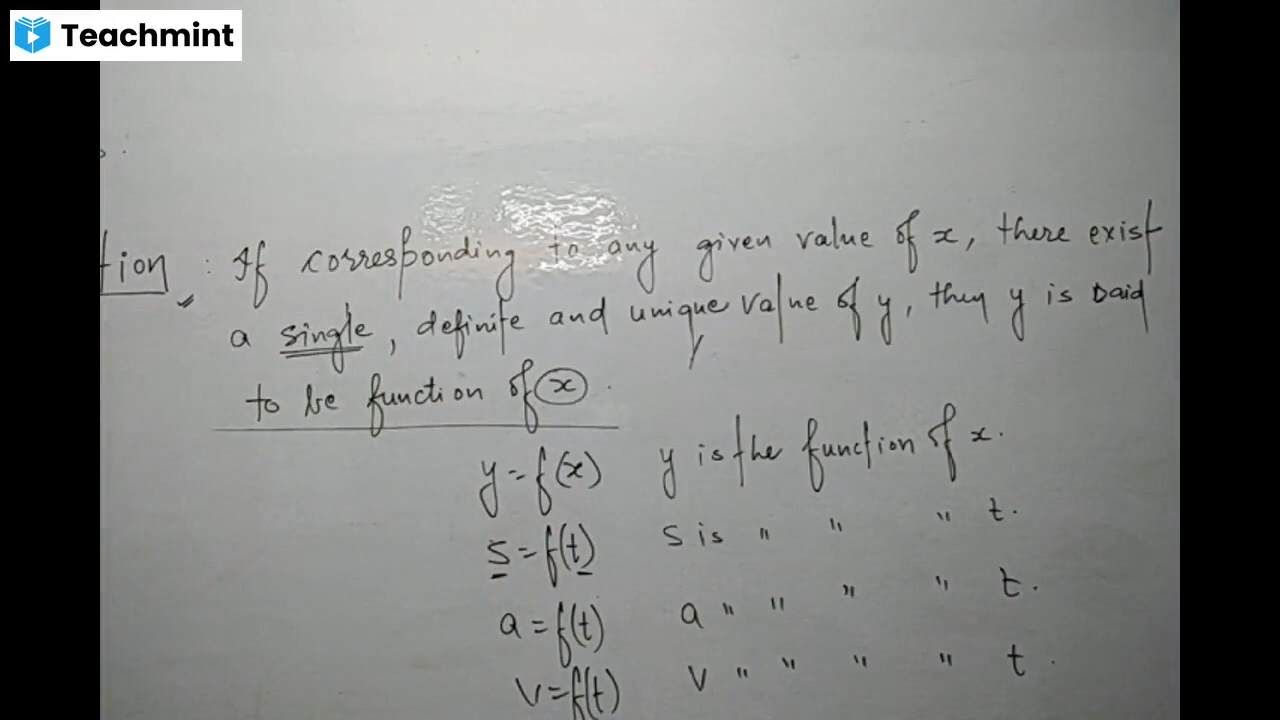 Teachmint
tion : If corresponding to any given value of x, there exist
a single, definite and unique value of y, then y is said
to be function of x.
y = f(x) y is the function of x.
s = f(t) s is " " " t.
a = f(t) a " " " " t.
v = f(t) v " " " " t.